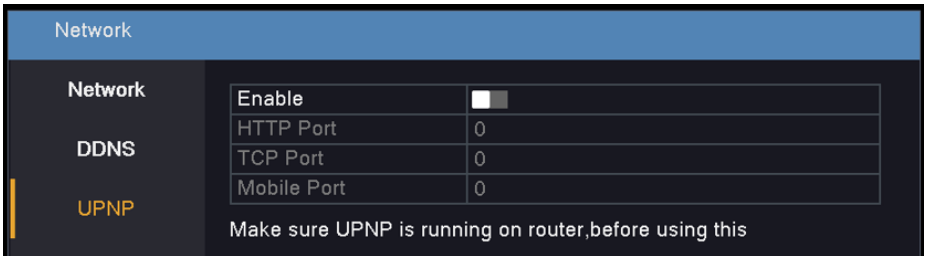 Network
Network
DDNS
UPNP
Enable
HTTP Port 0
TCP Port 0
Mobile Port 0
Make sure UPNP is running on router,before using this